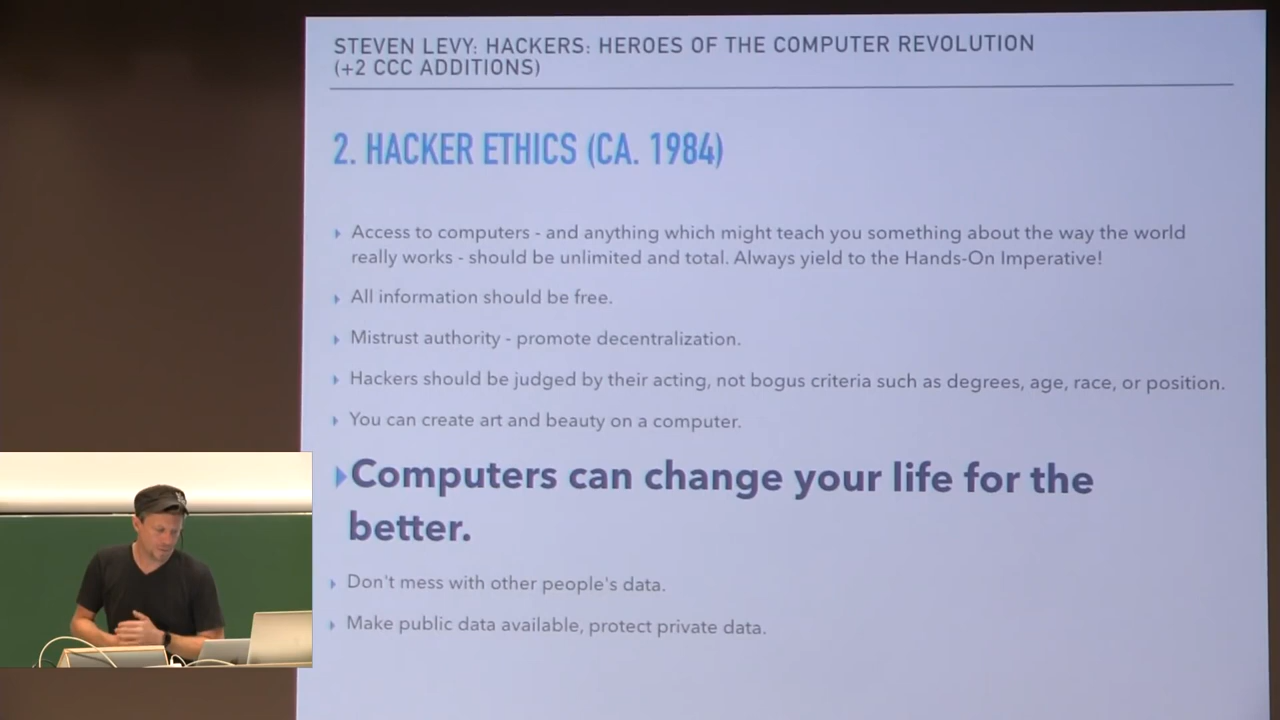 STEVEN LEVY: HACKERS: HEROES OF THE COMPUTER REVOLUTION
(+2 CCC ADDITIONS)
2. HACKER ETHICS (CA. 1984)
Access to computers - and anything which might teach you something about the way the world
really works - should be unlimited and total. Always yield to the Hands-On Imperative!
All information should be free.
Mistrust authority - promote decentralization.
Hackers should be judged by their acting, not bogus criteria such as degrees, age, race, or position.
You can create art and beauty on a computer.
Computers can change your life for the
better.
Don't mess with other people's data.
Make public data available, protect private data.